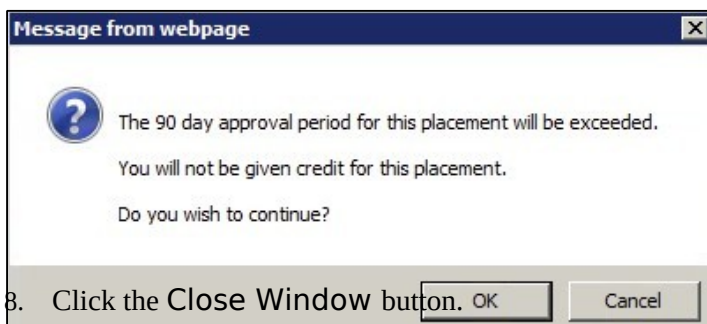 Message from webpage
The 90 day approval period for this placement will be exceeded.
You will not be given credit for this placement.
Do you wish to continue?
8. Click the Close Window button.
OK
Cancel